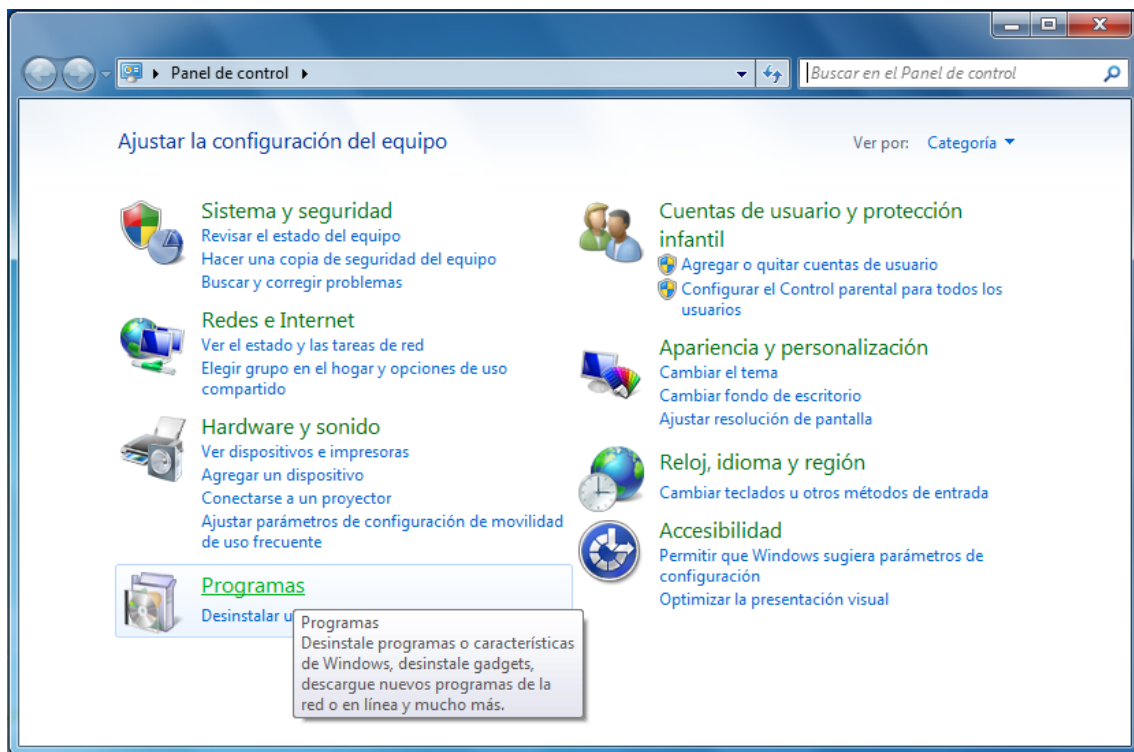 Panel de control
Buscar en el Panel de control
Ajustar la configuración del equipo
Ver por: Categoría
Sistema y seguridad
Revisar el estado del equipo
Hacer una copia de seguridad del equipo
Buscar y corregir problemas
Redes e Internet
Ver el estado y las tareas de red
Elegir grupo en el hogar y opciones de uso
compartido
Hardware y sonido
Ver dispositivos e impresoras
Agregar un dispositivo
Conectarse a un proyector
Ajustar parámetros de configuración de movilidad
de uso frecuente
Programas
Desinstalar u
Programas
Desinstale programas o características
de Windows, desinstale gadgets,
descargue nuevos programas de la
red o en línea y mucho más.
Cuentas de usuario y protección
infantil
Agregar o quitar cuentas de usuario
Configurar el Control parental para todos los
usuarios
Apariencia y personalización
Cambiar el tema
Cambiar fondo de escritorio
Ajustar resolución de pantalla
Reloj, idioma y región
Cambiar teclados u otros métodos de entrada
Accesibilidad
Permitir que Windows sugiera parámetros de
configuración
Optimizar la presentación visual